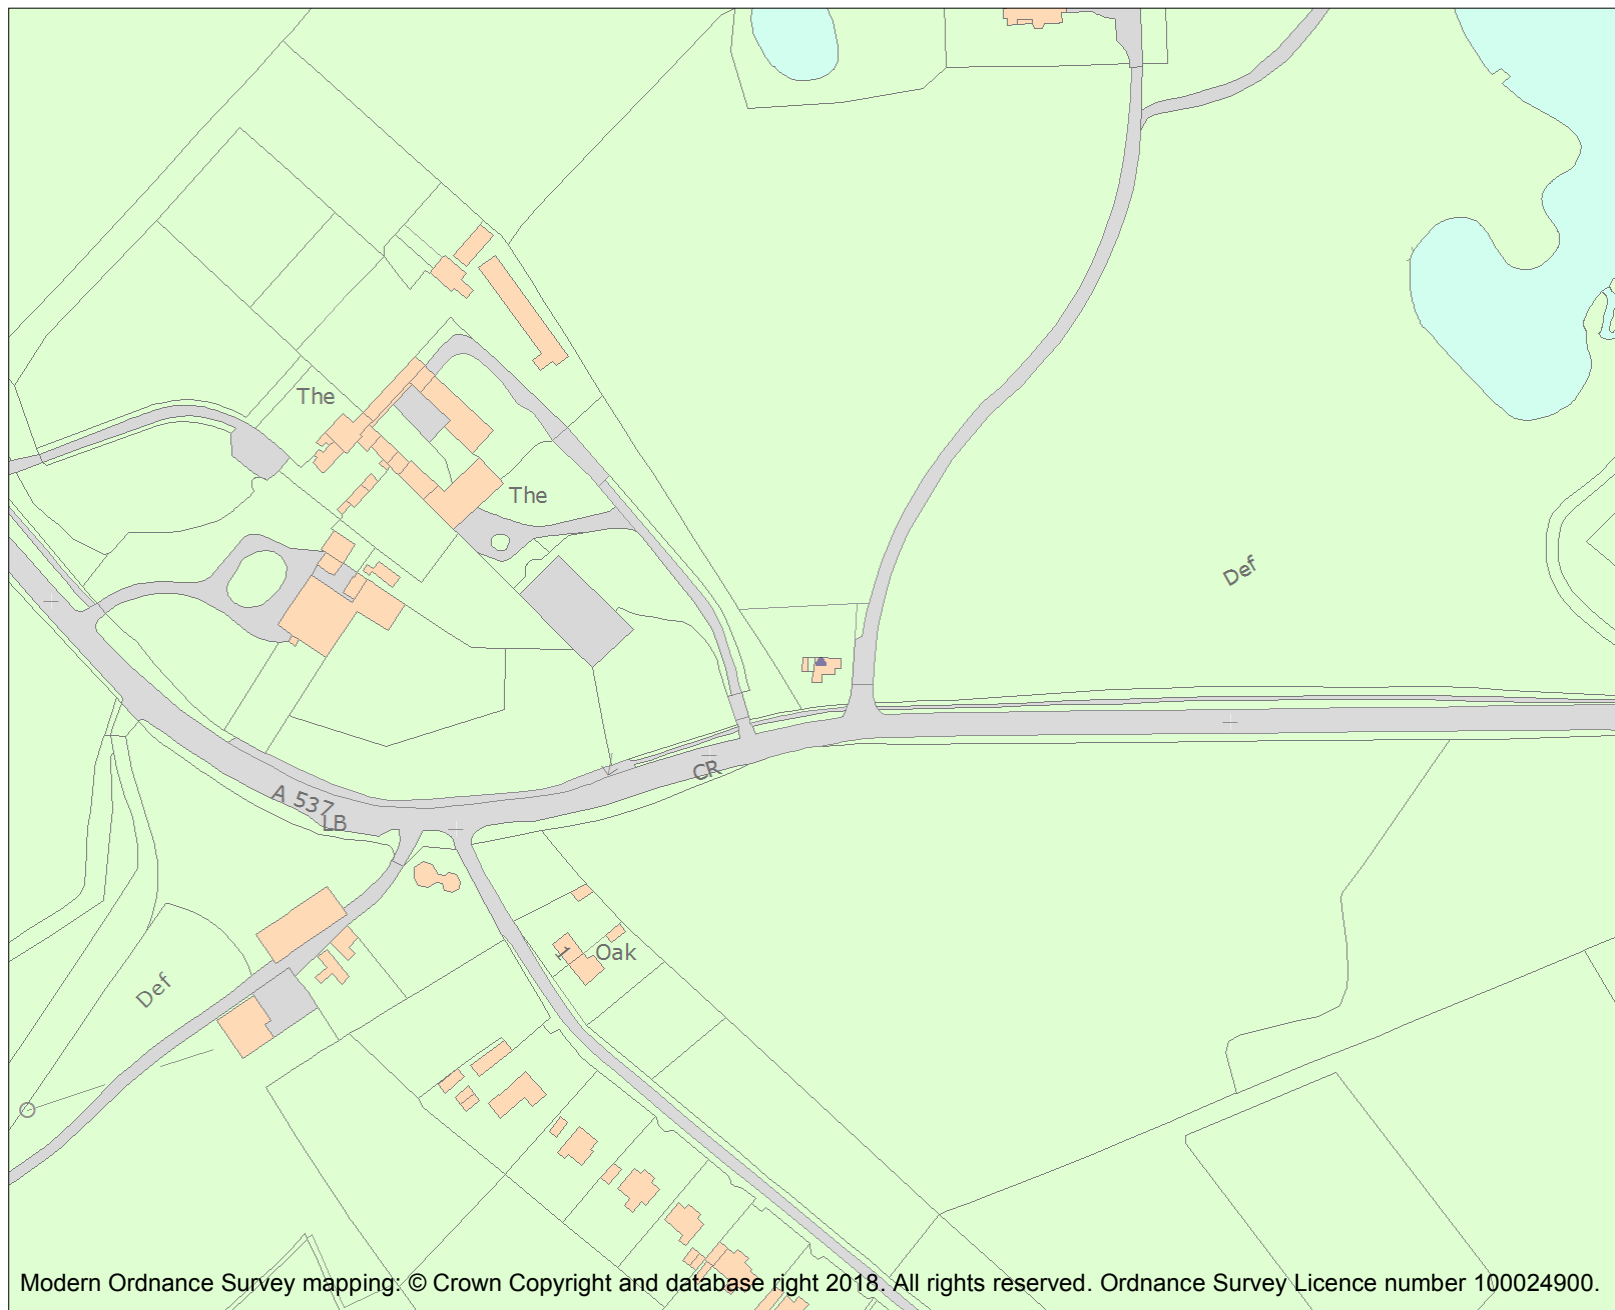 The
The
Def
CR
A 537
LB
1
Oak
Def
Modern Ordnance Survey mapping: © Crown Copyright and database right 2018. All rights reserved. Ordnance Survey Licence number 100024900.